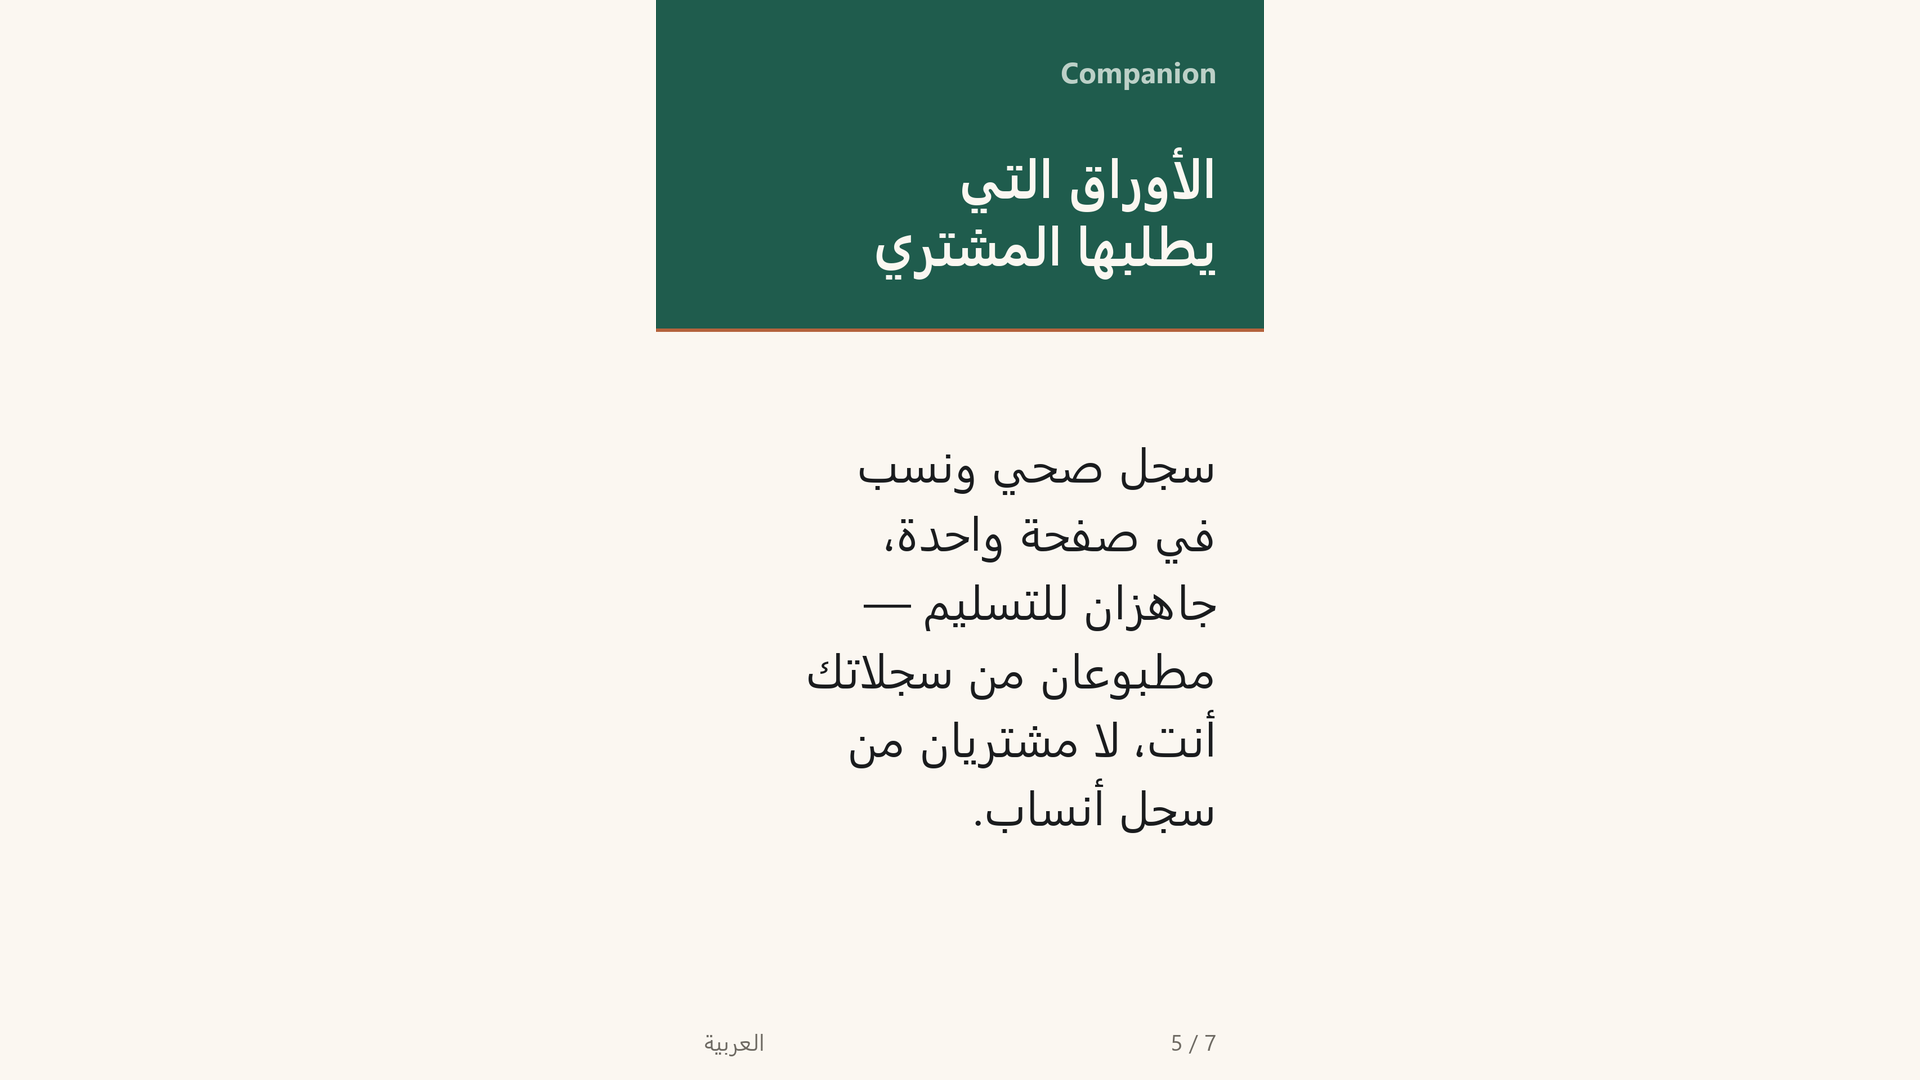 Companion
الأوراق التي
يطلبها المشتري
سجل صحي ونسب
في صفحة واحدة،
جاهزان للتسليم —
مطبوعان من سجلاتك
أنت، لا مشتريان من
سجل أنساب.
5 / 7
العربية